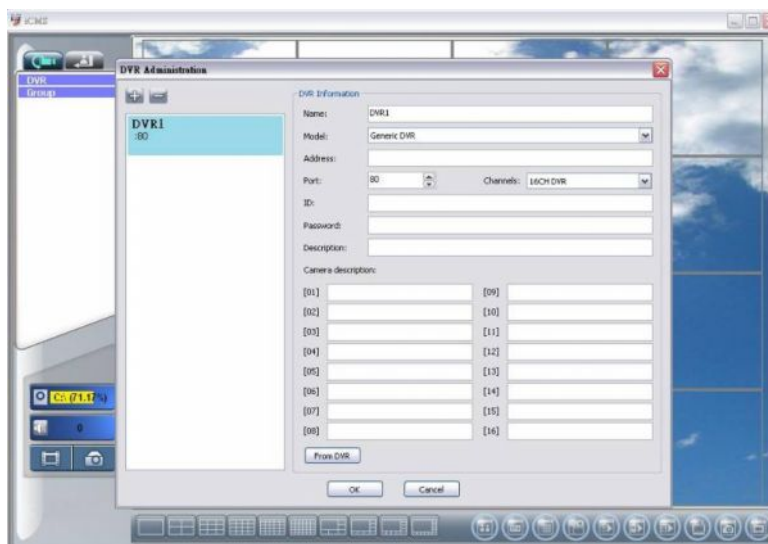 iCMS
DVR
Group
DVR Administration
DVR1
:80
DVR Information
Name: DVR1
Model: Generic DVR
Address:
Port: 80 Channels: 16CH DVR
ID:
Password:
Description:
Camera description:
[01] [09]
[02] [10]
[03] [11]
[04] [12]
[05] [13]
[06] [14]
[07] [15]
[08] [16]
From DVR
OK Cancel
C:\ (71.17%)
0